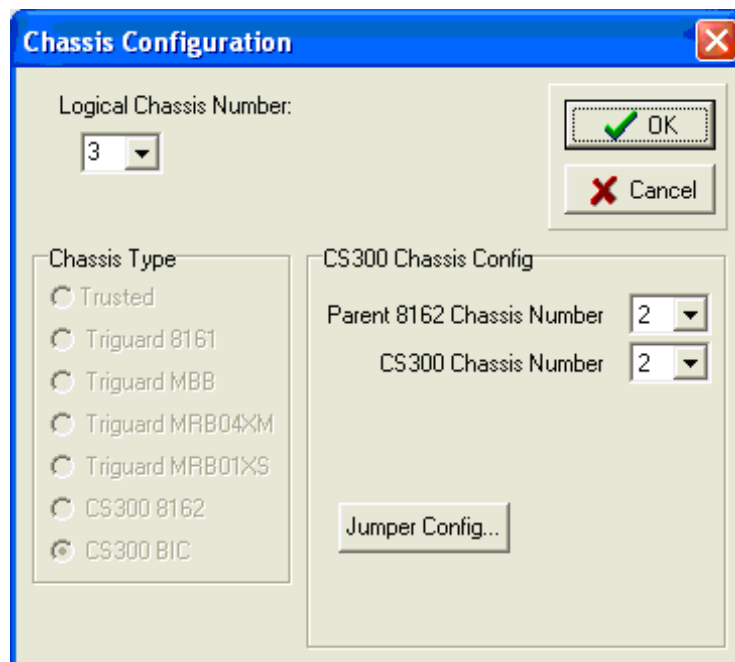 Chassis Configuration
Logical Chassis Number:
3
OK
Cancel
Chassis Type
Trusted
Triguard 8161
Triguard MBB
Triguard MRB04XM
Triguard MRB01XS
CS300 8162
CS300 BIC
CS300 Chassis Config
Parent 8162 Chassis Number 2
CS300 Chassis Number 2
Jumper Config...